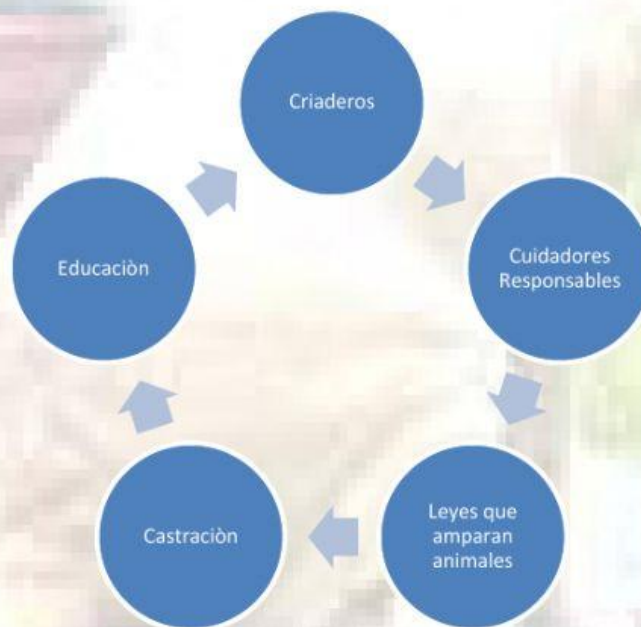 Criaderos
Cuidadores
Responsables
Leyes que
amparan
animales
Castraciòn
Educaciòn